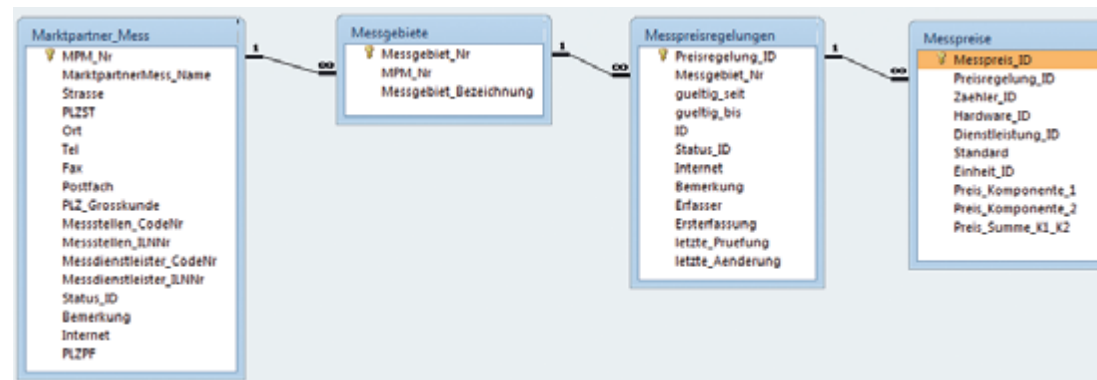 Marktpartner_Mess
MPM_Nr
MarktpartnerMess_Name
Strasse
PLZST
Ort
Tel
Fax
Postfach
PLZ_Grosskunde
Messstellen_CodeNr
Messstellen_ILNNr
Messdienstleister_CodeNr
Messdienstleister_ILNNr
Status_ID
Bemerkung
Internet
PLZPF
1
∞
Messgebiete
Messgebiet_Nr
MPM_Nr
Messgebiet_Bezeichnung
1
∞
Messpreisregelungen
Preisregelung_ID
Messgebiet_Nr
gueltig_seit
gueltig_bis
ID
Status_ID
Internet
Bemerkung
Erfasser
Ersterfassung
letzte_Pruefung
letzte_Aenderung
1
∞
Messpreise
Messpreis_ID
Preisregelung_ID
Zaehler_ID
Hardware_ID
Dienstleistung_ID
Standard
Einheit_ID
Preis_Komponente_1
Preis_Komponente_2
Preis_Summe_K1_K2